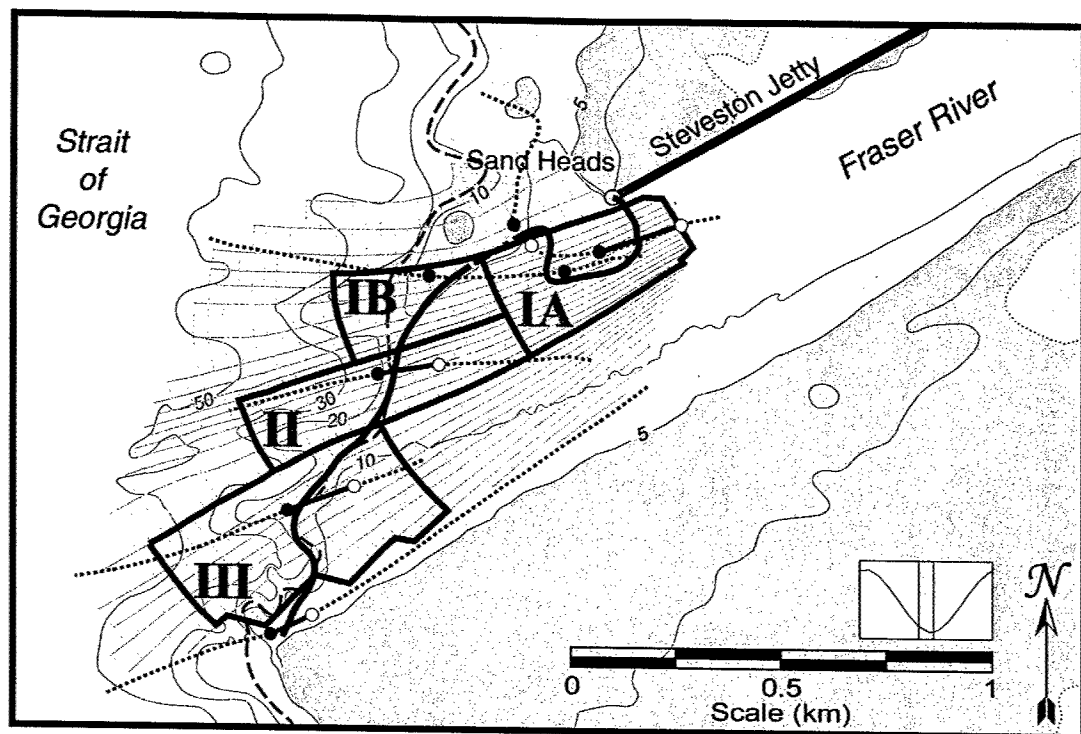 Strait
of
Georgia
Steveston Jetty
Fraser River
5
Sand Heads
10
IB
IA
50
30
20
II
10
5
III
N
0 0.5 1
Scale (km)